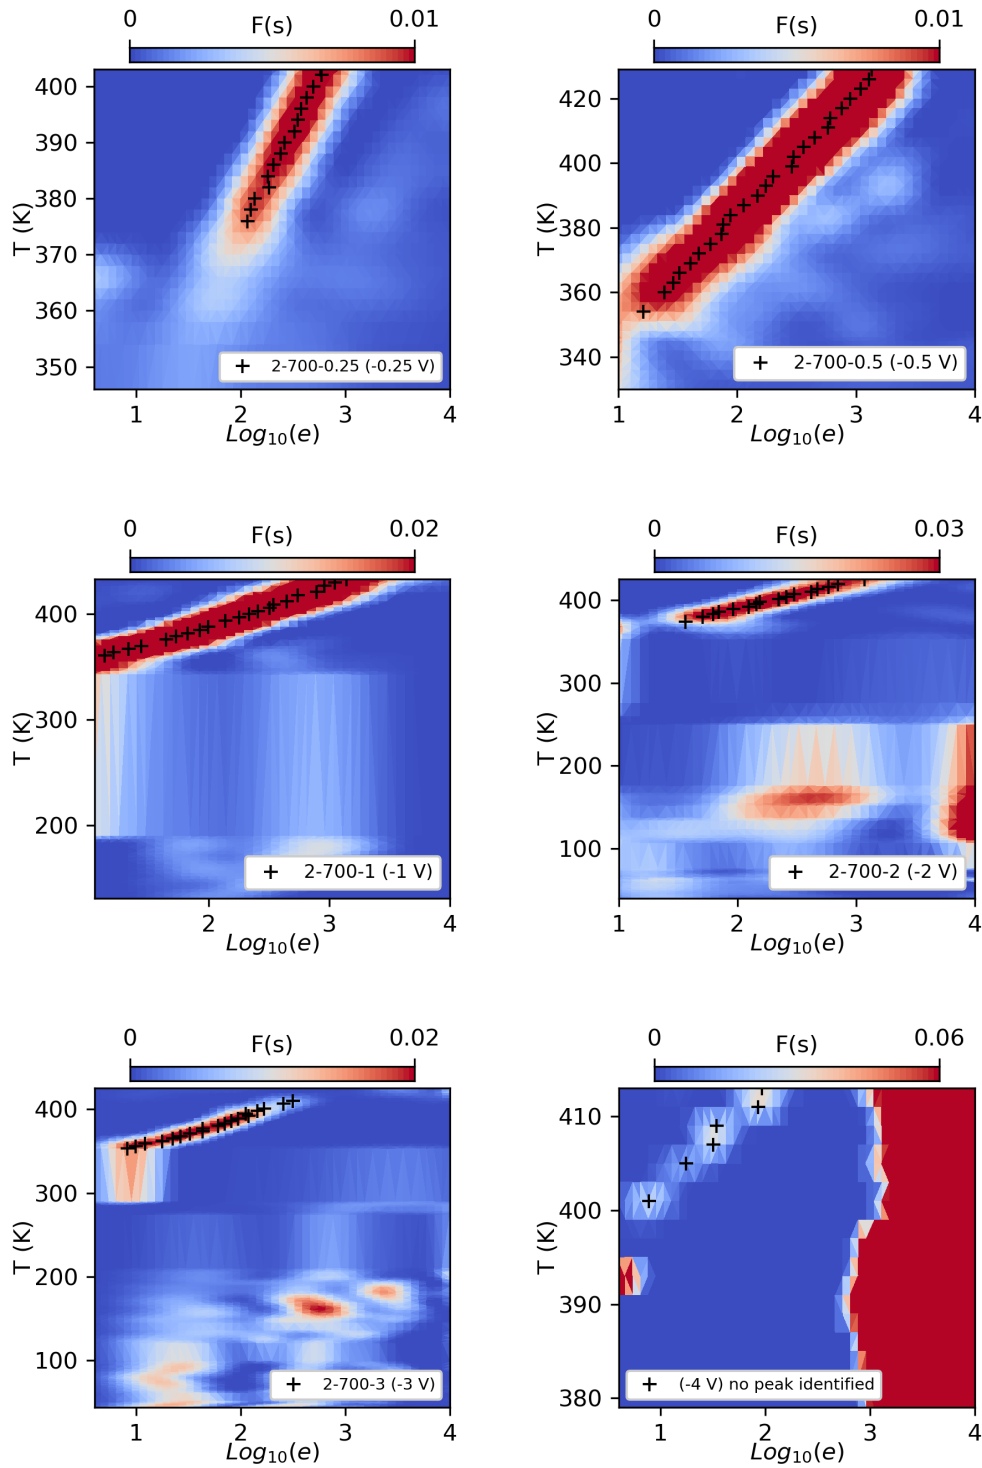 0 F(s) 0.01
400
390
380
370
360
350
T (K)
1 2 3 4
Log10(e)
+ 2-700-0.25 (-0.25 V)
0 F(s) 0.01
420
400
380
360
340
T (K)
1 2 3 4
Log10(e)
+ 2-700-0.5 (-0.5 V)
0 F(s) 0.02
400
300
200
T (K)
2 3 4
Log10(e)
+ 2-700-1 (-1 V)
0 F(s) 0.03
400
300
200
100
T (K)
1 2 3 4
Log10(e)
+ 2-700-2 (-2 V)
0 F(s) 0.02
400
300
200
100
T (K)
1 2 3 4
Log10(e)
+ 2-700-3 (-3 V)
0 F(s) 0.06
410
400
390
380
T (K)
1 2 3 4
Log10(e)
+ (-4 V) no peak identified